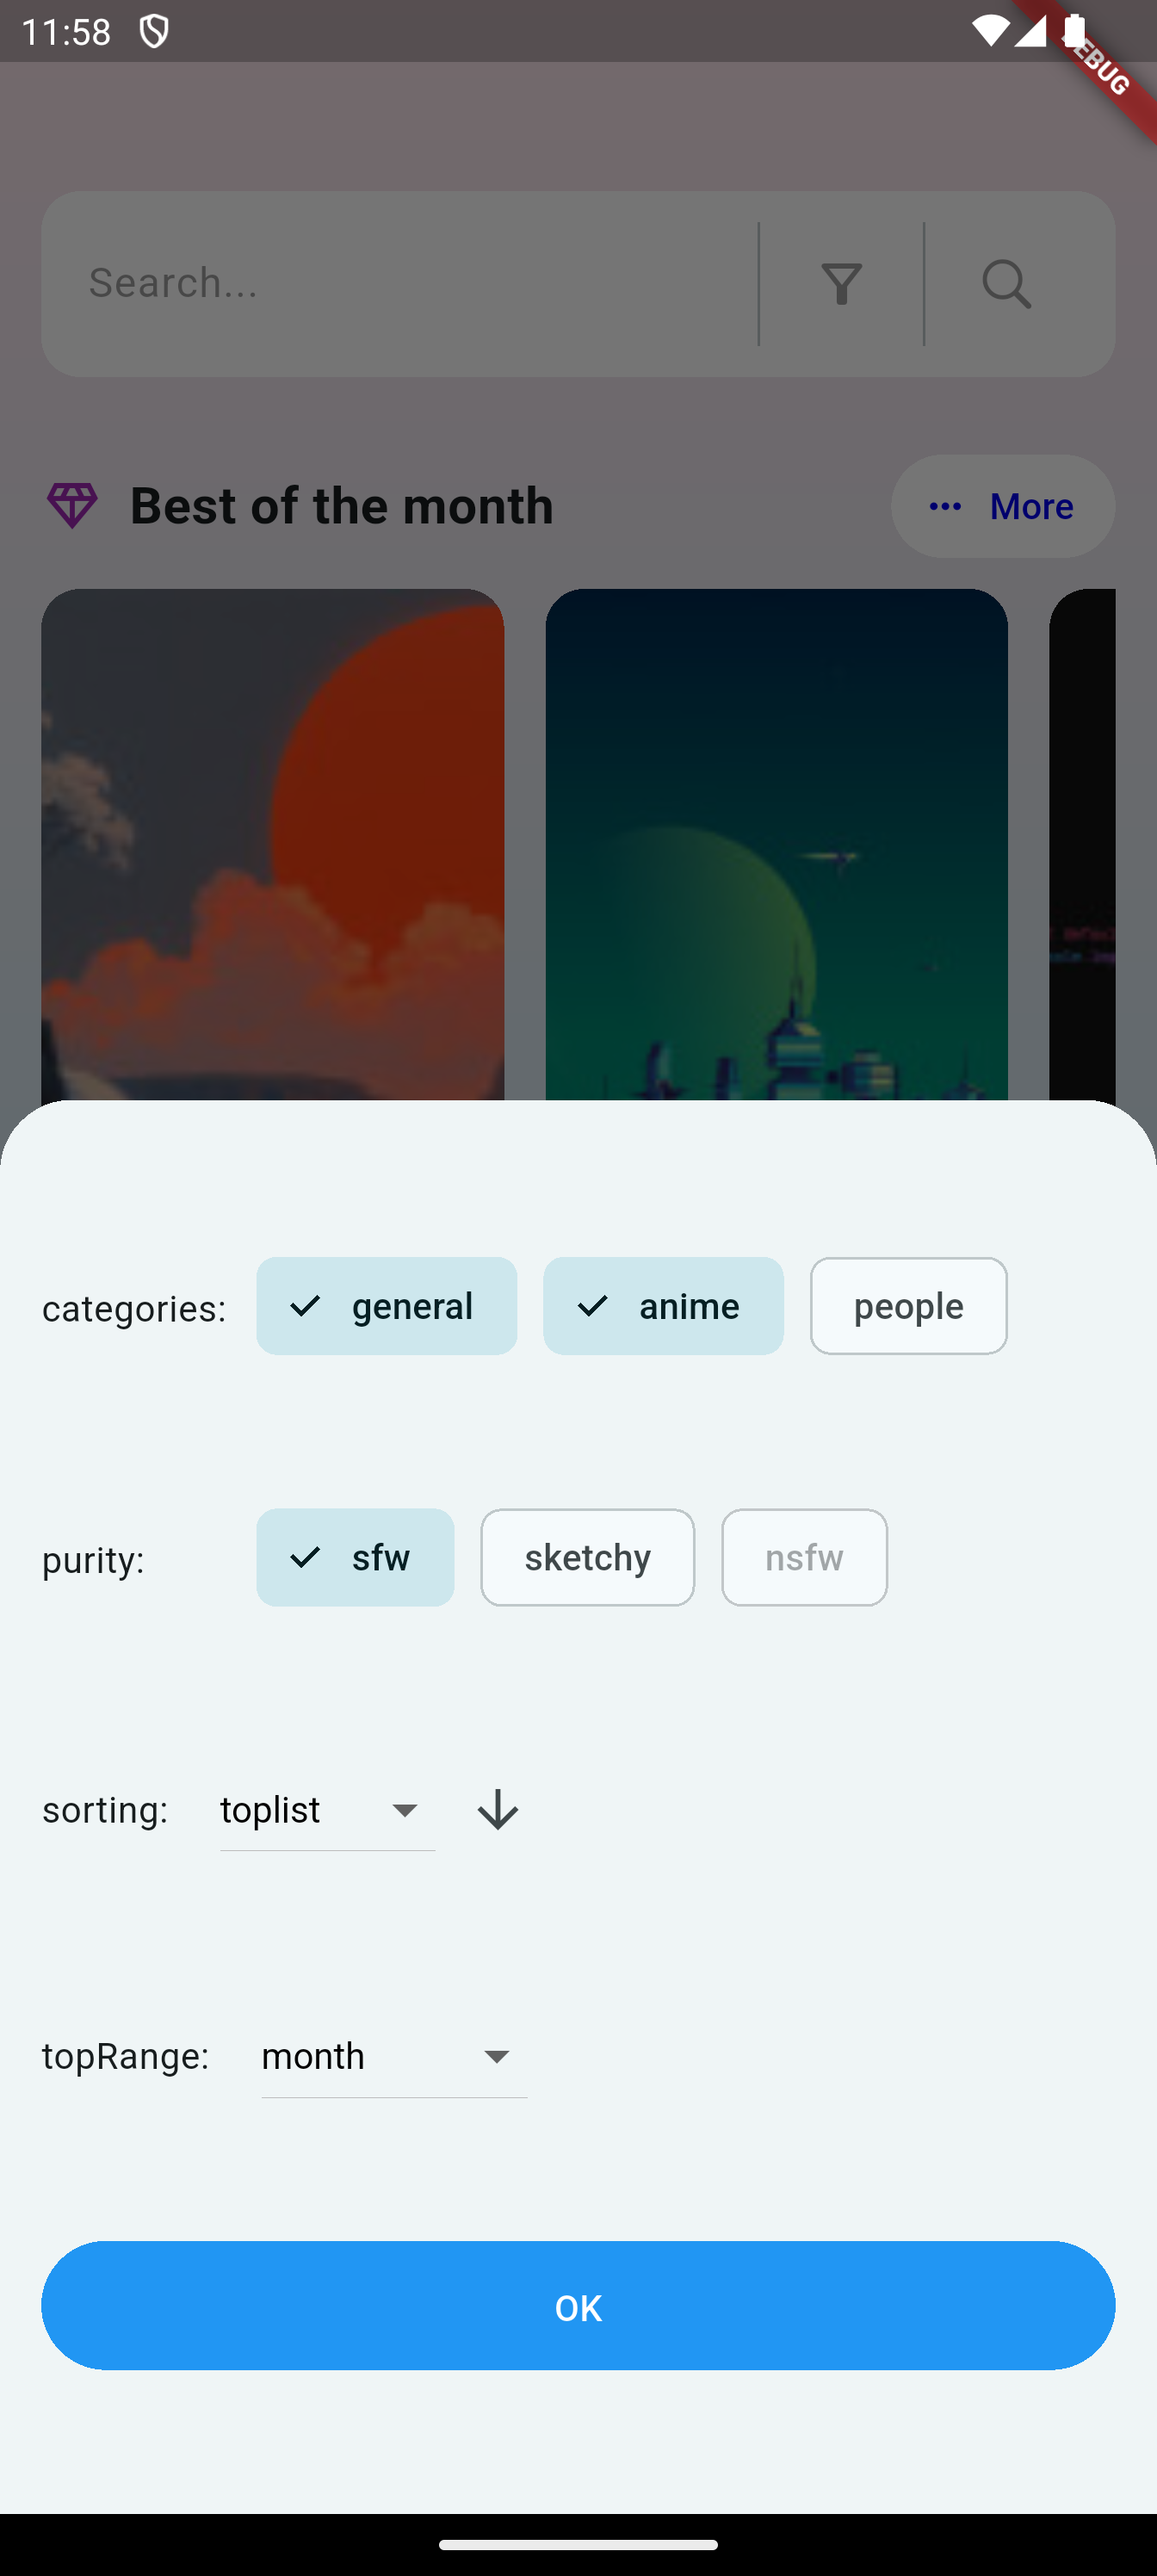 11:58
DEBUG
Search...
Best of the month
More
categories:
general
anime
people
purity:
sfw
sketchy
nsfw
sorting:
toplist
topRange:
month
OK